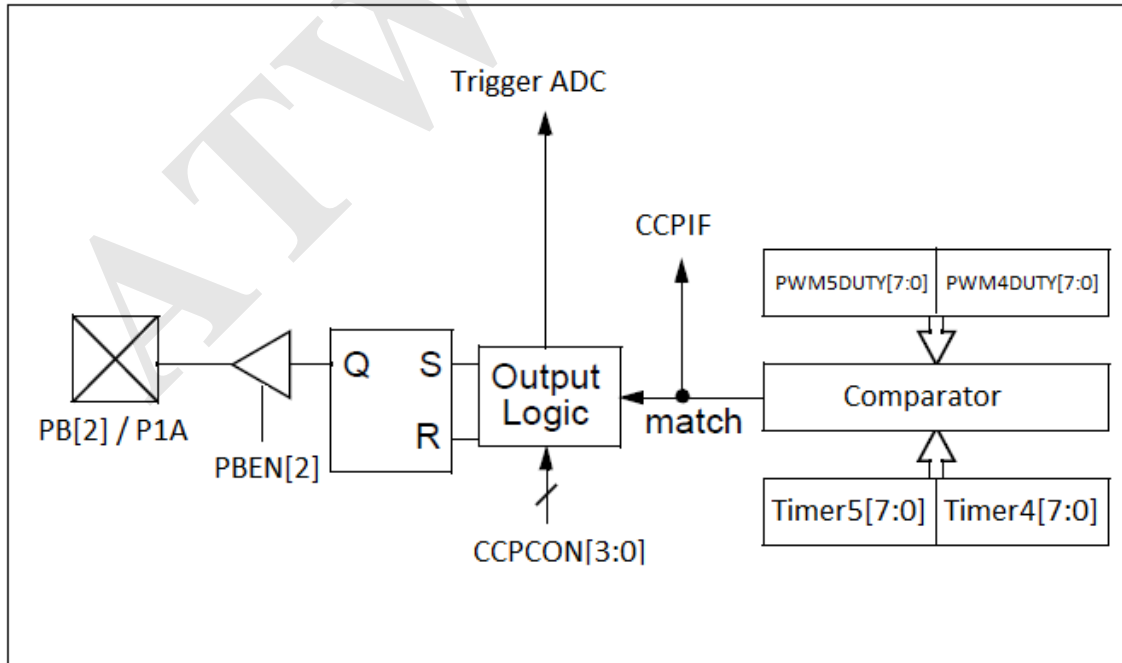 ATW
Trigger ADC
CCPIF
PWM5DUTY[7:0] PWM4DUTY[7:0]
Q S
Output
Logic
R
match
Comparator
PB[2] / P1A
PBEN[2]
Timer5[7:0] Timer4[7:0]
CCPCON[3:0]